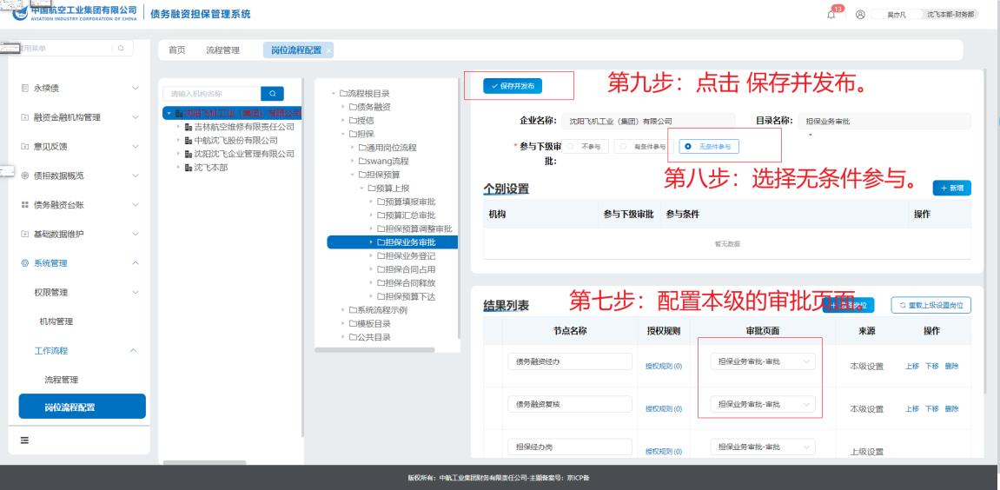 中国航空工业集团有限公司
AVIATION INDUSTRY CORPORATION OF CHINA
债务融资担保管理系统
13
吴亦凡
沈飞本部-财务部
用菜单
首页
流程管理
岗位流程配置
永续债
融资金融机构管理
意见反馈
债担数据概览
债务融资台账
基础数据维护
系统管理
权限管理
机构管理
工作流程
流程管理
岗位流程配置
请输入机构名称
沈阳飞机工业（集团）有限公司
吉林航空维修有限责任公司
中航沈飞股份有限公司
沈阳沈飞企业管理有限公司
沈飞本部
流程根目录
债务融资
授信
担保
通用岗位流程
swang流程
担保预算
预算上报
预算填报审批
预算汇总审批
担保预算调整审批
担保业务审批
担保业务登记
担保合同占用
担保合同释放
担保预算下达
系统流程示例
模板目录
公共目录
保存并发布
第九步：点击 保存并发布。
企业名称： 沈阳飞机工业（集团）有限公司
目录名称： 担保业务审批
* 参与下级审批：
不参与
有条件参与
无条件参与
第八步：选择无条件参与。
个别设置
+ 新增
机构 参与下级审批 参与条件 操作
暂无数据
结果列表
第七步：配置本级的审批页面。
岗位
重载上级设置岗位
节点名称 授权规则 审批页面 来源 操作
债务融资经办 授权规则(0) 担保业务审批-审批 本级设置 上移 下移 删除
债务融资复核 授权规则(0) 担保业务审批-审批 本级设置 上移 下移 删除
担保经办岗 授权规则(0) 担保业务审批-审批 上级设置
版权所有：中航工业集团财务有限责任公司-主题备案号：京ICP备